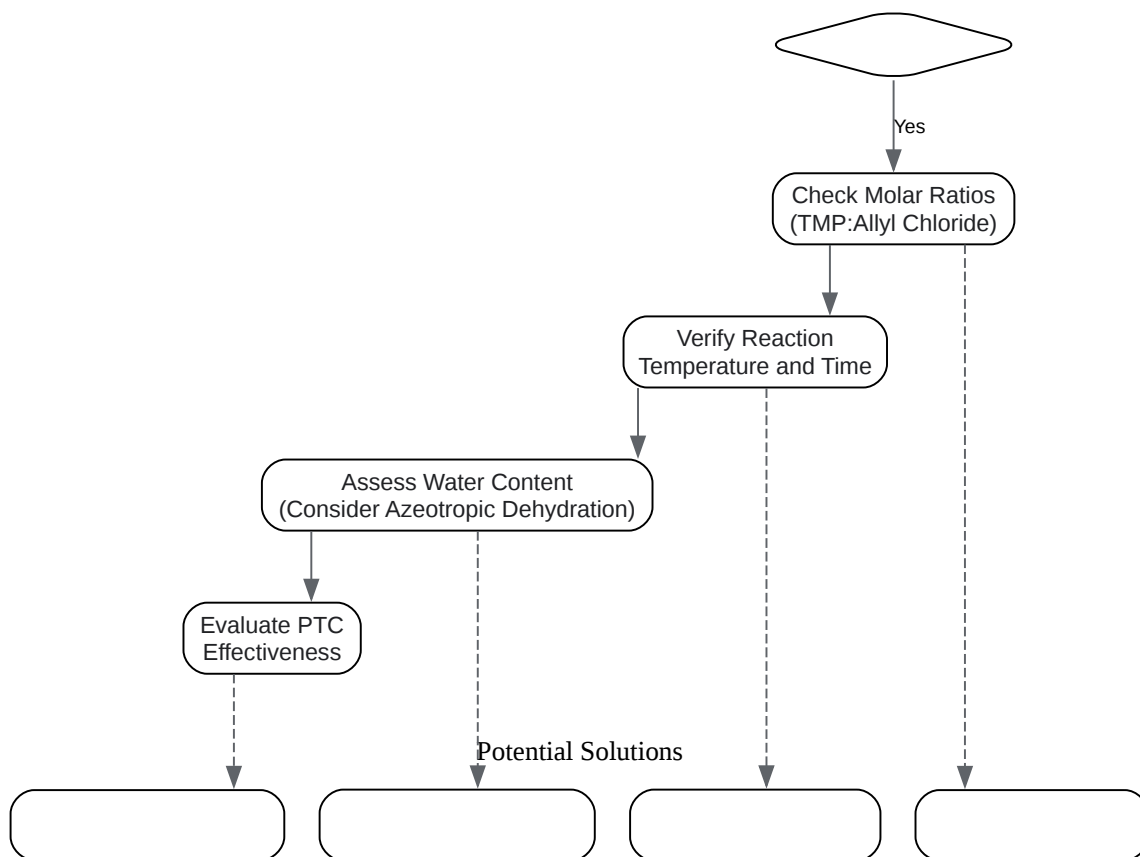 Yes
Check Molar Ratios
(TMP:Allyl Chloride)
Verify Reaction
Temperature and Time
Assess Water Content
(Consider Azeotropic Dehydration)
Evaluate PTC
Effectiveness
Potential Solutions